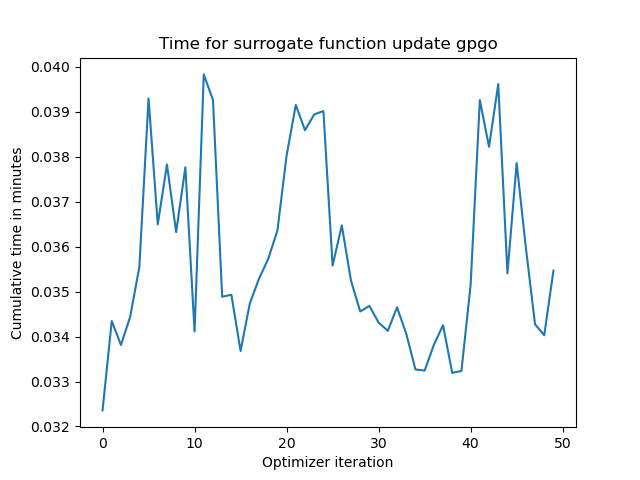 Time for surrogate function update gpgo
0.040
0.039
0.038
0.037
0.036
0.035
0.034
0.033
0.032
Cumulative time in minutes
0 10 20 30 40 50
Optimizer iteration